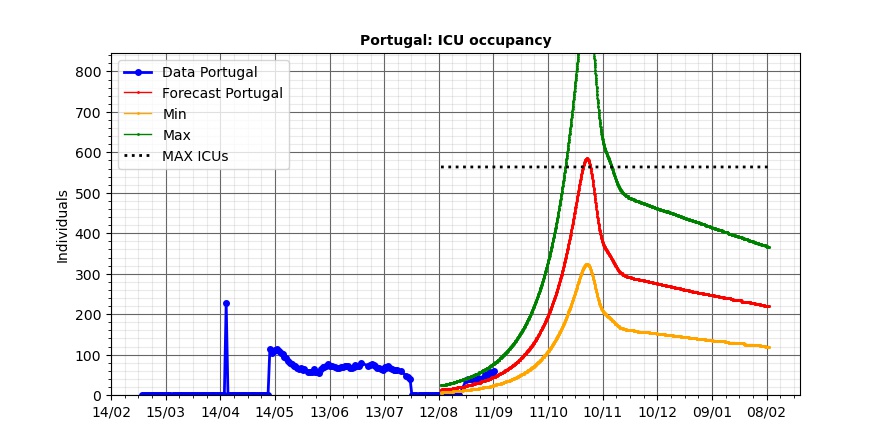 Portugal: ICU occupancy
Data Portugal
Forecast Portugal
Min
Max
MAX ICUs
Individuals
800
700
600
500
400
300
200
100
0
14/02 15/03 14/04 14/05 13/06 13/07 12/08 11/09 11/10 10/11 10/12 09/01 08/02